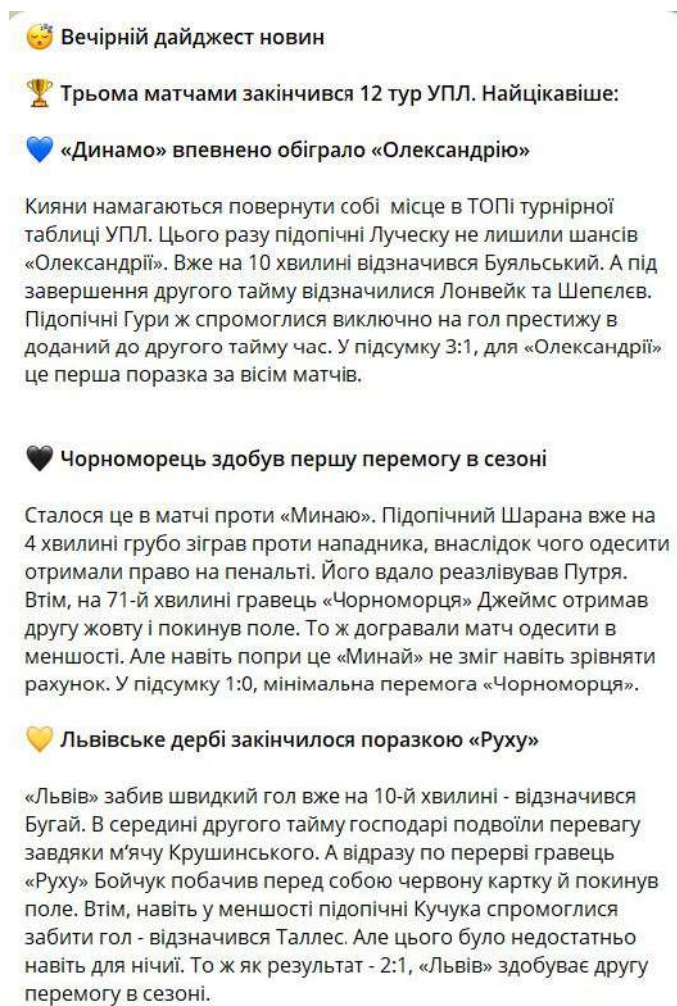 😴 Вечірній дайджест новин
🏆 Трьома матчами закінчився 12 тур УПЛ. Найцікавіше:
💙 «Динамо» впевнено обіграло «Олександрію»
Кияни намагаються повернути собі  місце в ТОПі турнірної
таблиці УПЛ. Цього разу підопічні Луческу не лишили шансів
«Олександрії». Вже на 10 хвилині відзначився Буяльський. А під
завершення другого тайму відзначилися Лонвейк та Шепєлєв.
Підопічні Гури ж спромоглися виключно на гол престижу в
доданий до другого тайму час. У підсумку 3:1, для «Олександрії»
це перша поразка за вісім матчів.
🖤 Чорноморець здобув першу перемогу в сезоні
Сталося це в матчі проти «Минаю». Підопічний Шарана вже на
4 хвилині грубо зіграв проти нападника, внаслідок чого одесити
отримали право на пенальті. Його вдало реазлівував Путря.
Втім, на 71-й хвилині гравець «Чорноморця» Джеймс отримав
другу жовту і покинув поле. То ж догравали матч одесити в
меншості. Але навіть попри це «Минай» не зміг навіть зрівняти
рахунок. У підсумку 1:0, мінімальна перемога «Чорноморця».
💛 Львівське дербі закінчилося поразкою «Руху»
«Львів» забив швидкий гол вже на 10-й хвилині - відзначився
Бугай. В середині другого тайму господарі подвоїли перевагу
завдяки м’ячу Крушинського. А відразу по перерві гравець
«Руху» Бойчук побачив перед собою червону картку й покинув
поле. Втім, навіть у меншості підопічні Кучука спромоглися
забити гол - відзначився Таллес. Але цього було недостатньо
навіть для нічиї. То ж як результат - 2:1, «Львів» здобуває другу
перемогу в сезоні.